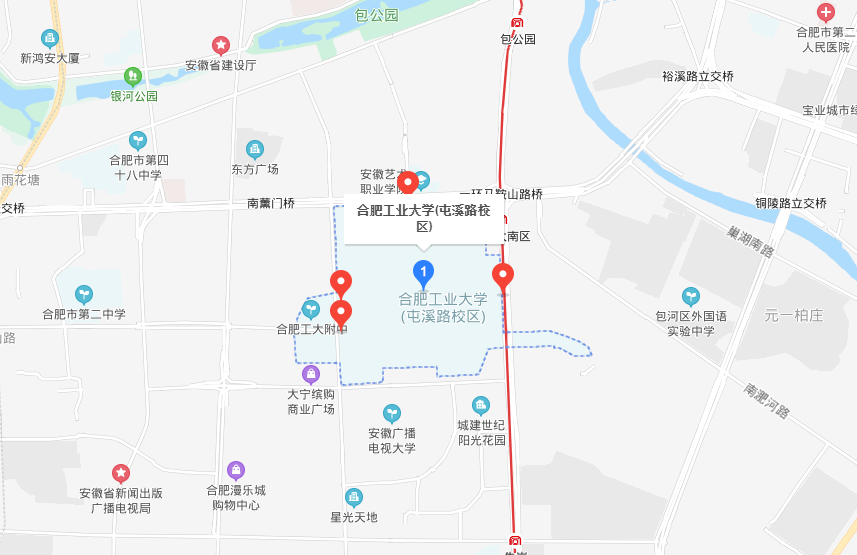 包公园
新鸿安大厦
安徽省建设厅
包公园
合肥市第二
人民医院
银河公园
裕溪路立交桥
宝业城市绿
合肥市第四
十八中学
东方广场
雨花塘
安徽艺术
职业学院
一环马鞍山路桥
南薰门桥
交桥
铜陵路立交桥
合肥工业大学(屯溪路校
区)
南区
巢湖南路
1
合肥工业大学
(屯溪路校区)
合肥市第二中学
合肥工大附中
包河区外国语
实验中学
元一柏庄
山路
大宁缤购
商业广场
南淝河路
安徽广播
电视大学
城建世纪
阳光花园
安徽省新闻出版
广播电视局
合肥漫乐城
购物中心
星光天地